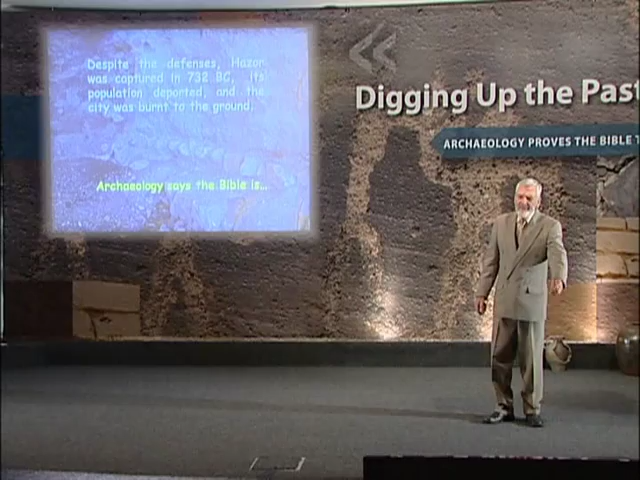 Despite the defenses, Hazor
was captured in 732 BC, its
population deported, and the
city was burnt to the ground.
Archaeology says the Bible is...
Digging Up the Past
ARCHAEOLOGY PROVES THE BIBLE T